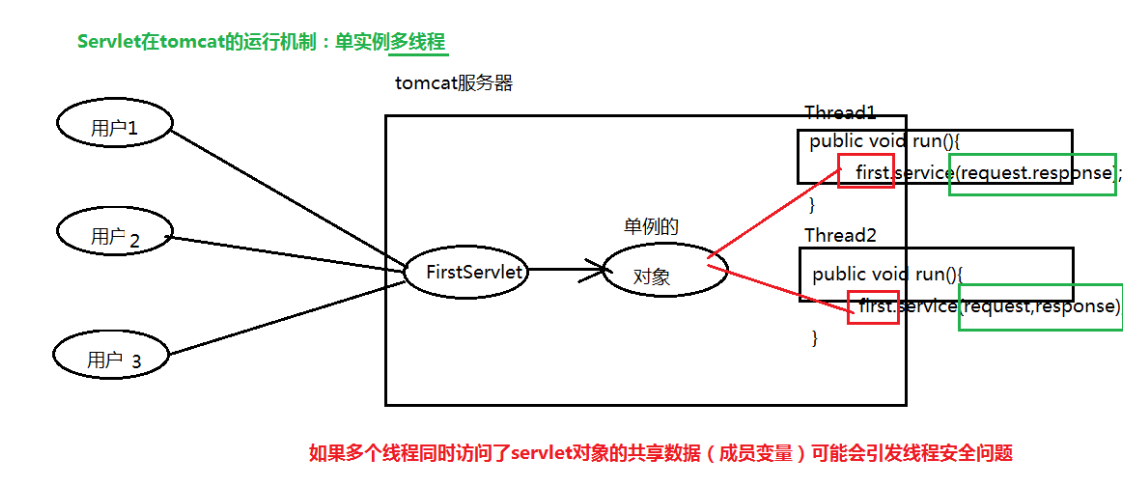 Servlet在tomcat的运行机制：单实例多线程
tomcat服务器
用户1
用户2
用户 3
FirstServlet
单例的
对象
Thread1
public void run(){
first.service(request.response);
}
Thread2
public void run(){
first.service(request,response)
}
如果多个线程同时访问了servlet对象的共享数据（成员变量）可能会引发线程安全问题